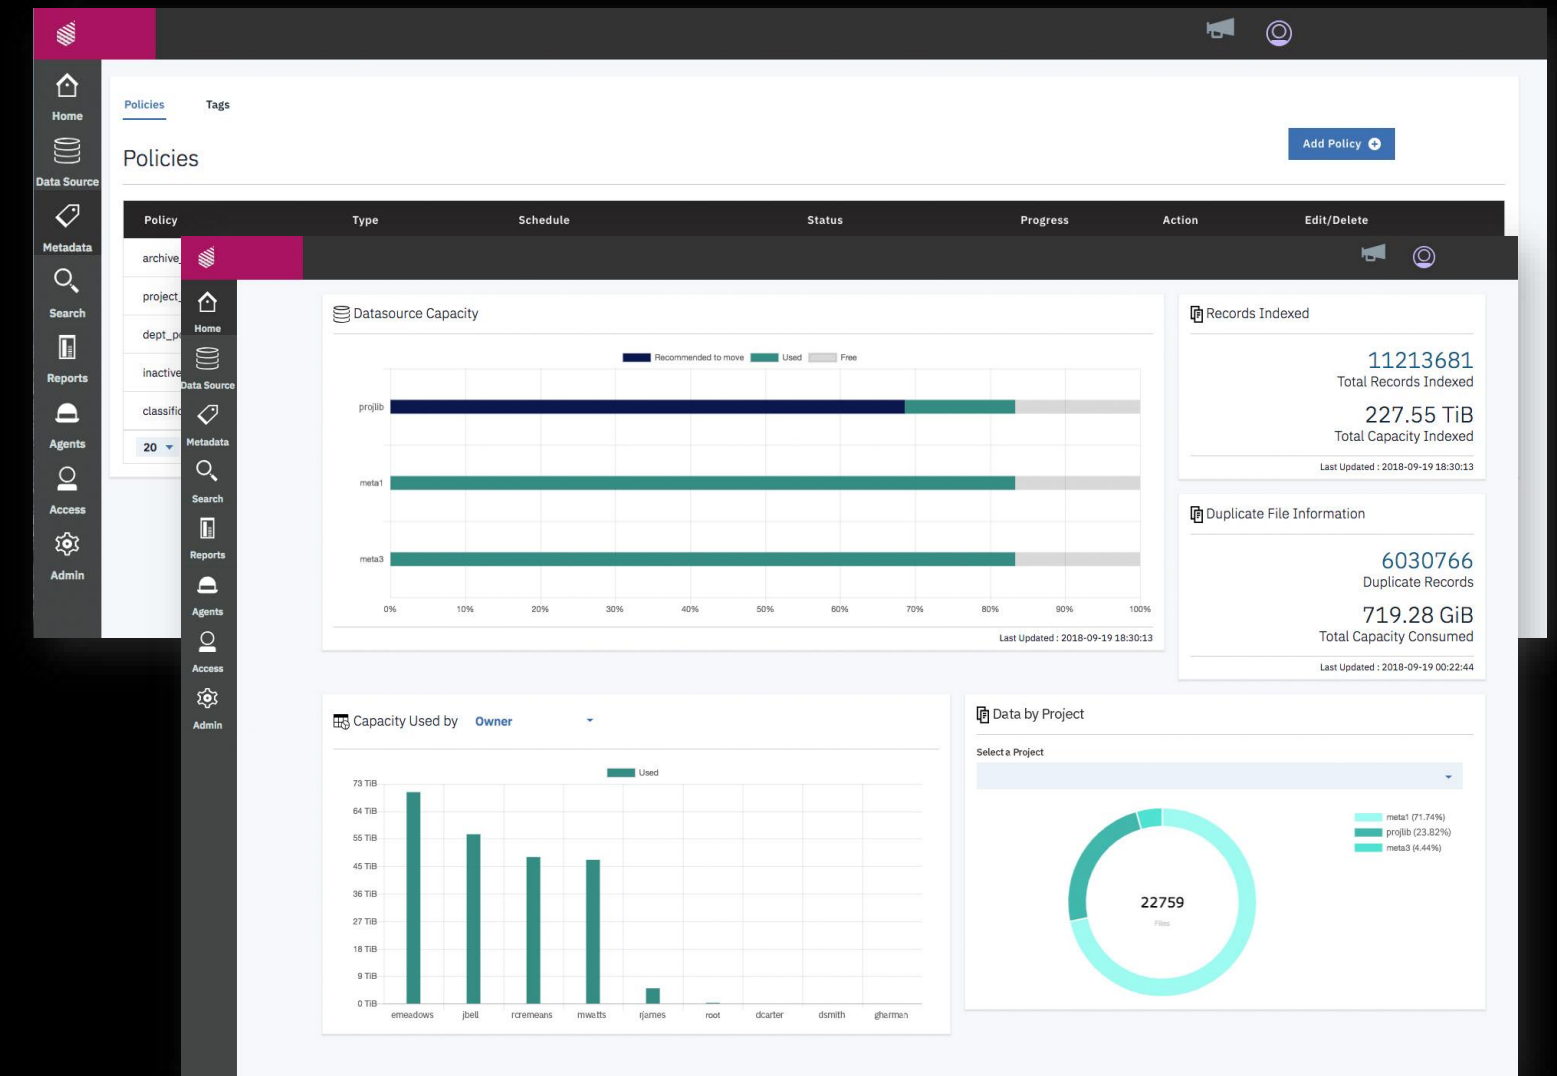 Home
Data Source
Metadata
Search
Reports
Agents
Access
Admin
Policies Tags
Policies
Add Policy
Policy Type Schedule Status Progress Action Edit/Delete
archive_
project_
dept_p
inactive
classific
20
Home
Data Source
Metadata
Search
Reports
Agents
Access
Admin
Datasource Capacity
Recommended to move Used Free
projlib
meta1
meta3
0% 10% 20% 30% 40% 50% 60% 70% 80% 90% 100%
Last Updated : 2018-09-19 18:30:13
Records Indexed
11213681
Total Records Indexed
227.55 TiB
Total Capacity Indexed
Last Updated : 2018-09-19 18:30:13
Duplicate File Information
6030766
Duplicate Records
719.28 GiB
Total Capacity Consumed
Last Updated : 2018-09-19 00:22:44
Capacity Used by Owner
Used
73 TiB
64 TiB
55 TiB
45 TiB
36 TiB
27 TiB
18 TiB
9 TiB
0 TiB
emeadows jbell rcremeans mwatts rjames root dcarter dsmith gharman
Data by Project
Select a Project
meta1 (71.74%)
projlib (23.82%)
meta3 (4.44%)
22759
Files